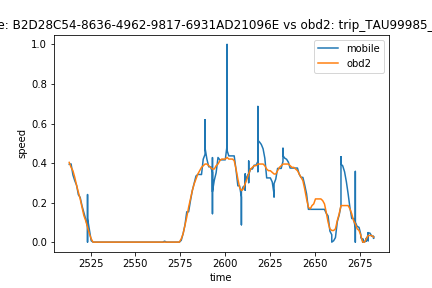 e: B2D28C54-8636-4962-9817-6931AD21096E vs obd2: trip_TAU99985_
mobile
obd2
1.0
0.8
0.6
0.4
0.2
0.0
speed
2525 2550 2575 2600 2625 2650 2675
time